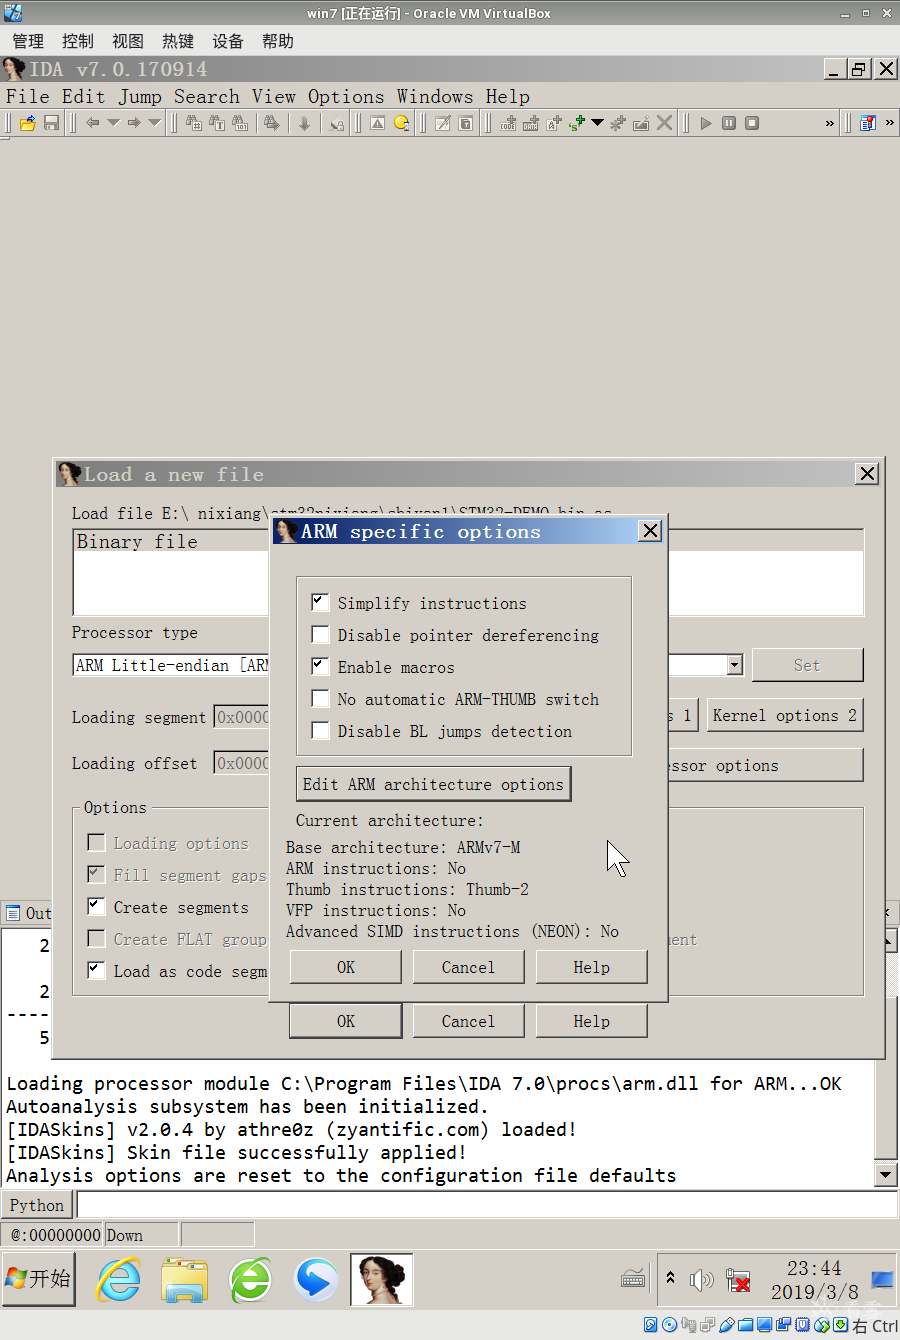 win7 [正在运行] - Oracle VM VirtualBox
管理 控制 视图 热键 设备 帮助
IDA v7.0.170914
File Edit Jump Search View Options Windows Help
Load a new file
Load file E:\
Binary file
Processor type
ARM Little-endian [ARM
Set
Loading segment 0x0000
s 1
Kernel options 2
Loading offset 0x0000
ssor options
Options
Loading options
Fill segment gaps
Create segments
Create FLAT group
Load as code segm
ent
OK Cancel Help
ARM specific options
Simplify instructions
Disable pointer dereferencing
Enable macros
No automatic ARM-THUMB switch
Disable BL jumps detection
Edit ARM architecture options
Current architecture:
Base architecture: ARMv7-M
ARM instructions: No
Thumb instructions: Thumb-2
VFP instructions: No
Advanced SIMD instructions (NEON): No
OK Cancel Help
Out
2
2
----
5
Loading processor module C:\Program Files\IDA 7.0\procs\arm.dll for ARM...OK
Autoanalysis subsystem has been initialized.
[IDASkins] v2.0.4 by athre0z (zyantific.com) loaded!
[IDASkins] Skin file successfully applied!
Analysis options are reset to the configuration file defaults
Python
@:00000000 Down
开始
23:44
2019/3/8
右 Ctrl